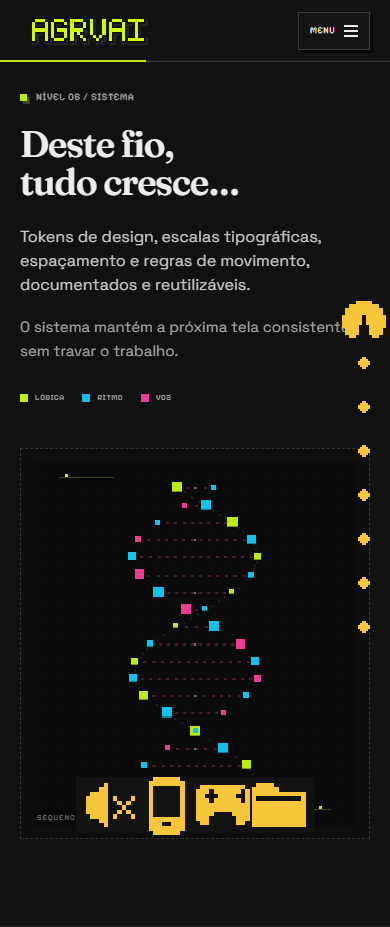 AGRVAI
MENU
NÍVEL 06 / SISTEMA
Deste fio,
tudo cresce...
Tokens de design, escalas tipográficas,
espaçamento e regras de movimento,
documentados e reutilizáveis.
O sistema mantém a próxima tela consistente
sem travar o trabalho.
LÓGICA RITMO VOZ
SEQUENC